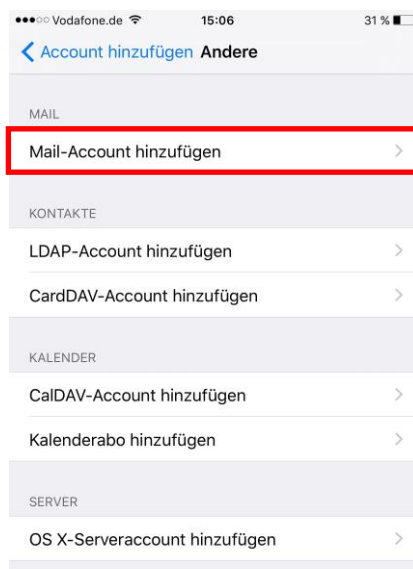 Vodafone.de 15:06 31 %
Account hinzufügen Andere
MAIL
Mail-Account hinzufügen
KONTAKTE
LDAP-Account hinzufügen
CardDAV-Account hinzufügen
KALENDER
CalDAV-Account hinzufügen
Kalenderabo hinzufügen
SERVER
OS X-Serveraccount hinzufügen